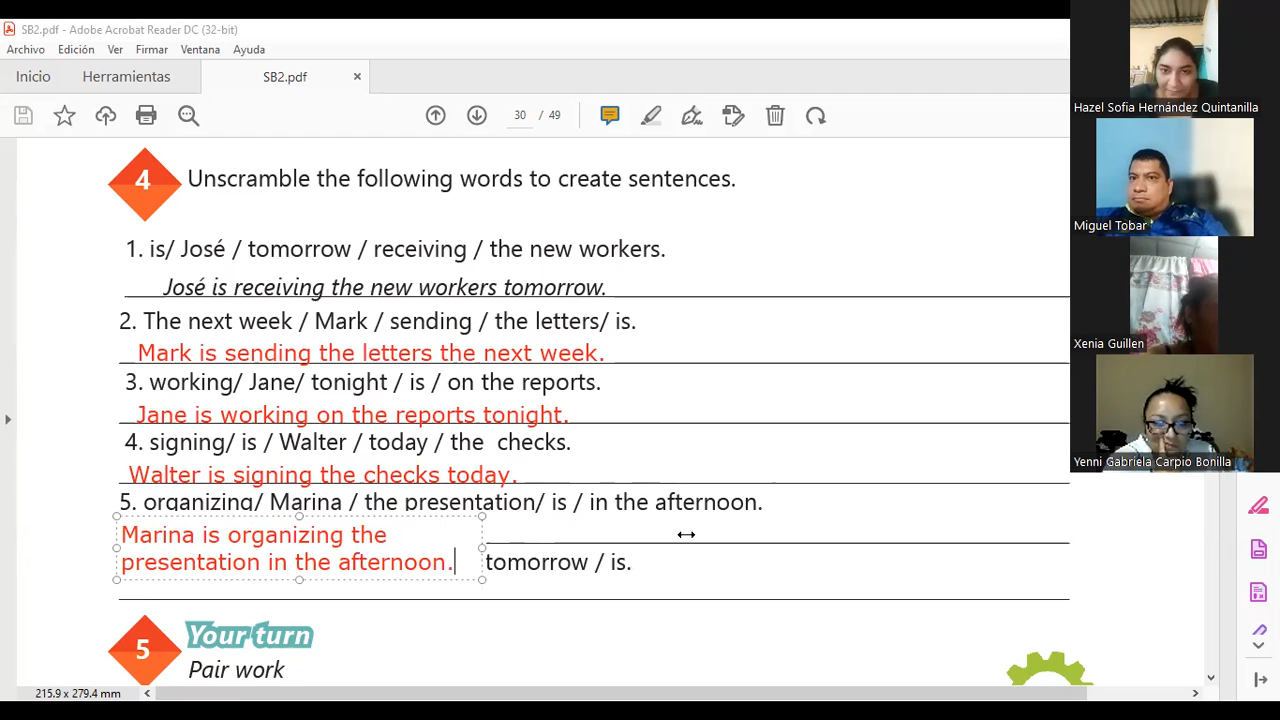 SB2.pdf - Adobe Acrobat Reader DC (32-bit)
Archivo Edición Ver Firmar Ventana Ayuda
Inicio Herramientas SB2.pdf ×
30 / 49
4 Unscramble the following words to create sentences.
1. is/ José / tomorrow / receiving / the new workers.
José is receiving the new workers tomorrow.
2. The next week / Mark / sending / the letters/ is.
Mark is sending the letters the next week.
3. working/ Jane/ tonight / is / on the reports.
Jane is working on the reports tonight.
4. signing/ is / Walter / today / the checks.
Walter is signing the checks today.
5. organizing/ Marina / the presentation/ is / in the afternoon.
Marina is organizing the
presentation in the afternoon.
tomorrow / is.
5 Your turn
Pair work
215.9 x 279.4 mm
Hazel Sofía Hernández Quintanilla
Miguel Tobar
Xenia Guillen
Yenni Gabriela Carpio Bonilla